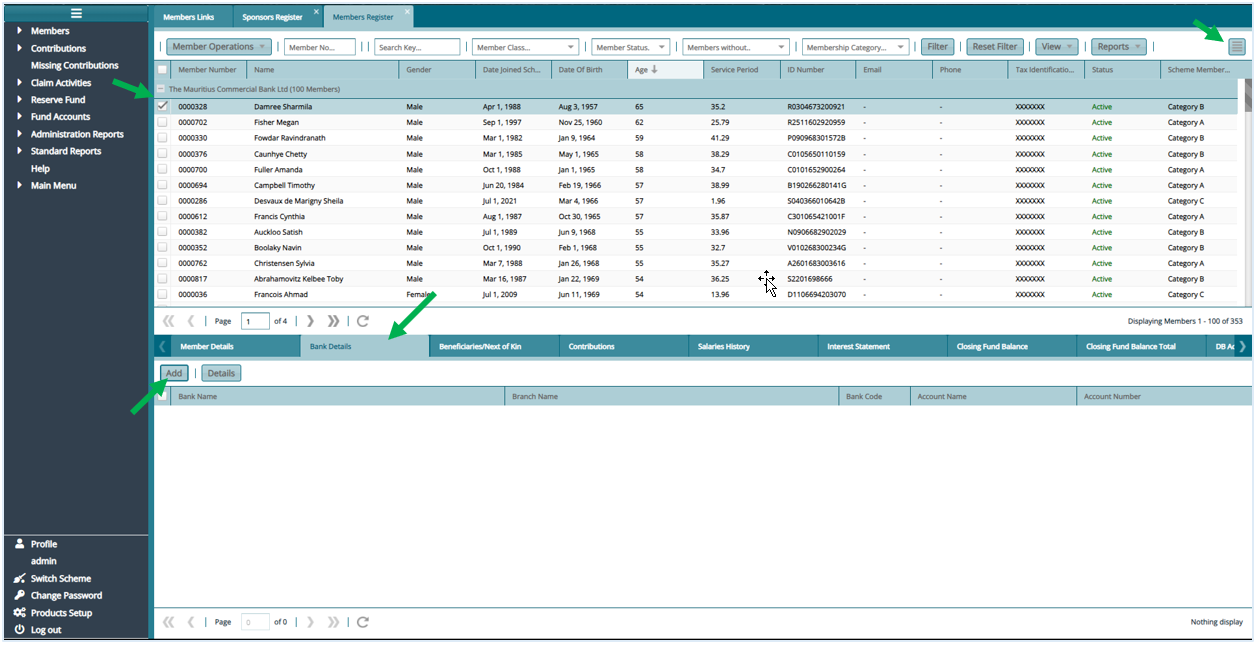 Members Links Sponsors Register × Members Register ×
Members
Contributions
Missing Contributions
Claim Activities
Reserve Fund
Fund Accounts
Administration Reports
Standard Reports
Help
Main Menu
Member Operations Member No... Search Key... Member Class... Member Status. Members without.. Membership Category... Filter Reset Filter View Reports
Member Number Name Gender Date Joined Sch... Date Of Birth Age Service Period ID Number Email Phone Tax Identificatio... Status Scheme Member...
The Mauritius Commercial Bank Ltd (100 Members)
0000328 Damree Sharmila Male Apr 1, 1988 Aug 3, 1957 65 35.2 R0304673200921 - - XXXXXXX Active Category B
0000702 Fisher Megan Male Sep 1, 1997 Nov 25, 1960 62 25.79 R2511602920959 - - XXXXXXX Active Category A
0000330 Fowdar Ravindranath Male Mar 1, 1982 Jan 9, 1964 59 41.29 P090968301572B - - XXXXXXX Active Category B
0000376 Caunhye Chetty Male Mar 1, 1985 May 1, 1965 58 38.29 C0105650110159 - - XXXXXXX Active Category B
0000700 Fuller Amanda Male Oct 1, 1988 Jan 1, 1965 58 34.7 C0101652900264 - - XXXXXXX Active Category A
0000694 Campbell Timothy Male Jun 20, 1984 Feb 19, 1966 57 38.99 B190266280141G - - XXXXXXX Active Category A
0000286 Desvaux de Marigny Sheila Male Jul 1, 2021 Mar 4, 1966 57 1.96 S040366010642B - - XXXXXXX Active Category C
0000612 Francis Cynthia Male Aug 1, 1987 Oct 30, 1965 57 35.87 C301065421001F - - XXXXXXX Active Category A
0000382 Auckloo Satish Male Jul 1, 1989 Jun 9, 1968 55 33.96 N0906682902029 - - XXXXXXX Active Category B
0000352 Boolaky Navin Male Oct 1, 1990 Feb 1, 1968 55 32.7 V010268300234G - - XXXXXXX Active Category B
0000762 Christensen Sylvia Male Mar 7, 1988 Jan 26, 1968 55 35.27 A2601683003616 - - XXXXXXX Active Category A
0000817 Abrahamovitz Kelbee Toby Male Mar 16, 1987 Jan 22, 1969 54 36.25 S2201698666 - - XXXXXXX Active Category B
0000036 Francois Ahmad Female Jul 1, 2009 Jun 11, 1969 54 13.96 D1106694203070 - - XXXXXXX Active Category C
Page 1 of 4 Displaying Members 1 - 100 of 353
Member Details Bank Details Beneficiaries/Next of Kin Contributions Salaries History Interest Statement Closing Fund Balance Closing Fund Balance Total DB Ac
Add Details
Bank Name Branch Name Bank Code Account Name Account Number
Profile
admin
Switch Scheme
Change Password
Products Setup
Log out
Page 0 of 0 Nothing display